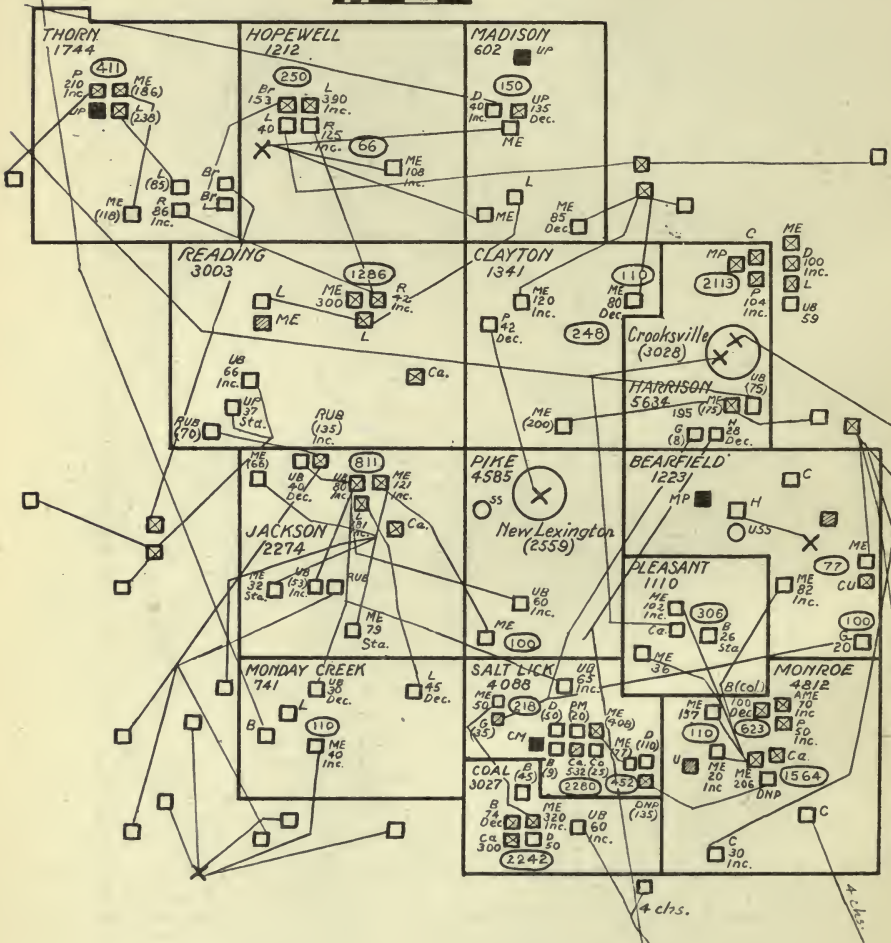 THORN
1744
411
P
210
Inc.
ME
(186)
UP
L
(238)
L
(85)
R
86
Inc.
ME
(118)
Br
Br
HOPEWELL
1212
250
Br
153
L
390
Inc.
L
40
R
125
Inc.
66
ME
108
Inc.
MADISON
602
UP
150
D
40
Inc.
UP
135
Dec.
ME
L
ME
ME
85
Dec.
READING
3003
1286
L
ME
300
R
42
Inc.
ME
L
UB
66
Inc.
Ca.
UP
37
Sta.
RUB
(70)
RUB
(135)
Inc.
CLAYTON
1341
110
ME
120
Inc.
ME
80
Dec.
P
42
Dec.
248
ME
(200)
C
MP
2113
P
104
Inc.
Crooksville
(3028)
HARRISON
5634
UB
(75)
ME
(75)
195
G
(8)
H
28
Dec.
ME
D
100
Inc.
L
UB
59
ME
(66)
UB
40
Dec.
811
UB
80
Inc.
ME
121
Inc.
L
181
Inc.
Ca.
JACKSON
2274
ME
32
Sta.
UB
(53)
Inc.
RUB
ME
79
Sta.
PIKE
4585
SS
New Lexington
(2559)
UB
60
Inc.
ME
100
BEARFIELD
1223
C
MP
H
USS
ME
77
CU
ME
82
Inc.
100
G
20
PLEASANT
1110
ME
102
Inc.
306
Ca.
B
26
Sta
ME
36
MONDAY CREEK
741
UB
30
Dec.
L
L
45
Dec.
B
110
ME
40
Inc.
SALT LICK
4088
UB
65
Inc.
ME
50
218
G
(35)
D
(50)
PM
(20)
ME
(408)
CM
B
(9)
Ca.
532
Co
(25)
ME
(27)
D
(110)
2280
452
DNP
(135)
COAL
3027
B
(45)
B
74
Dec
ME
320
Inc.
UB
60
Inc.
Ca
300
D
50
2242
MONROE
4812
B(Col)
100
Dec
AME
70
Inc
ME
157
623
P
50
Inc.
110
U
ME
20
Inc
ME
206
Ca.
DNP
1564
C
C
30
Inc.
4 chs.
4 chs.